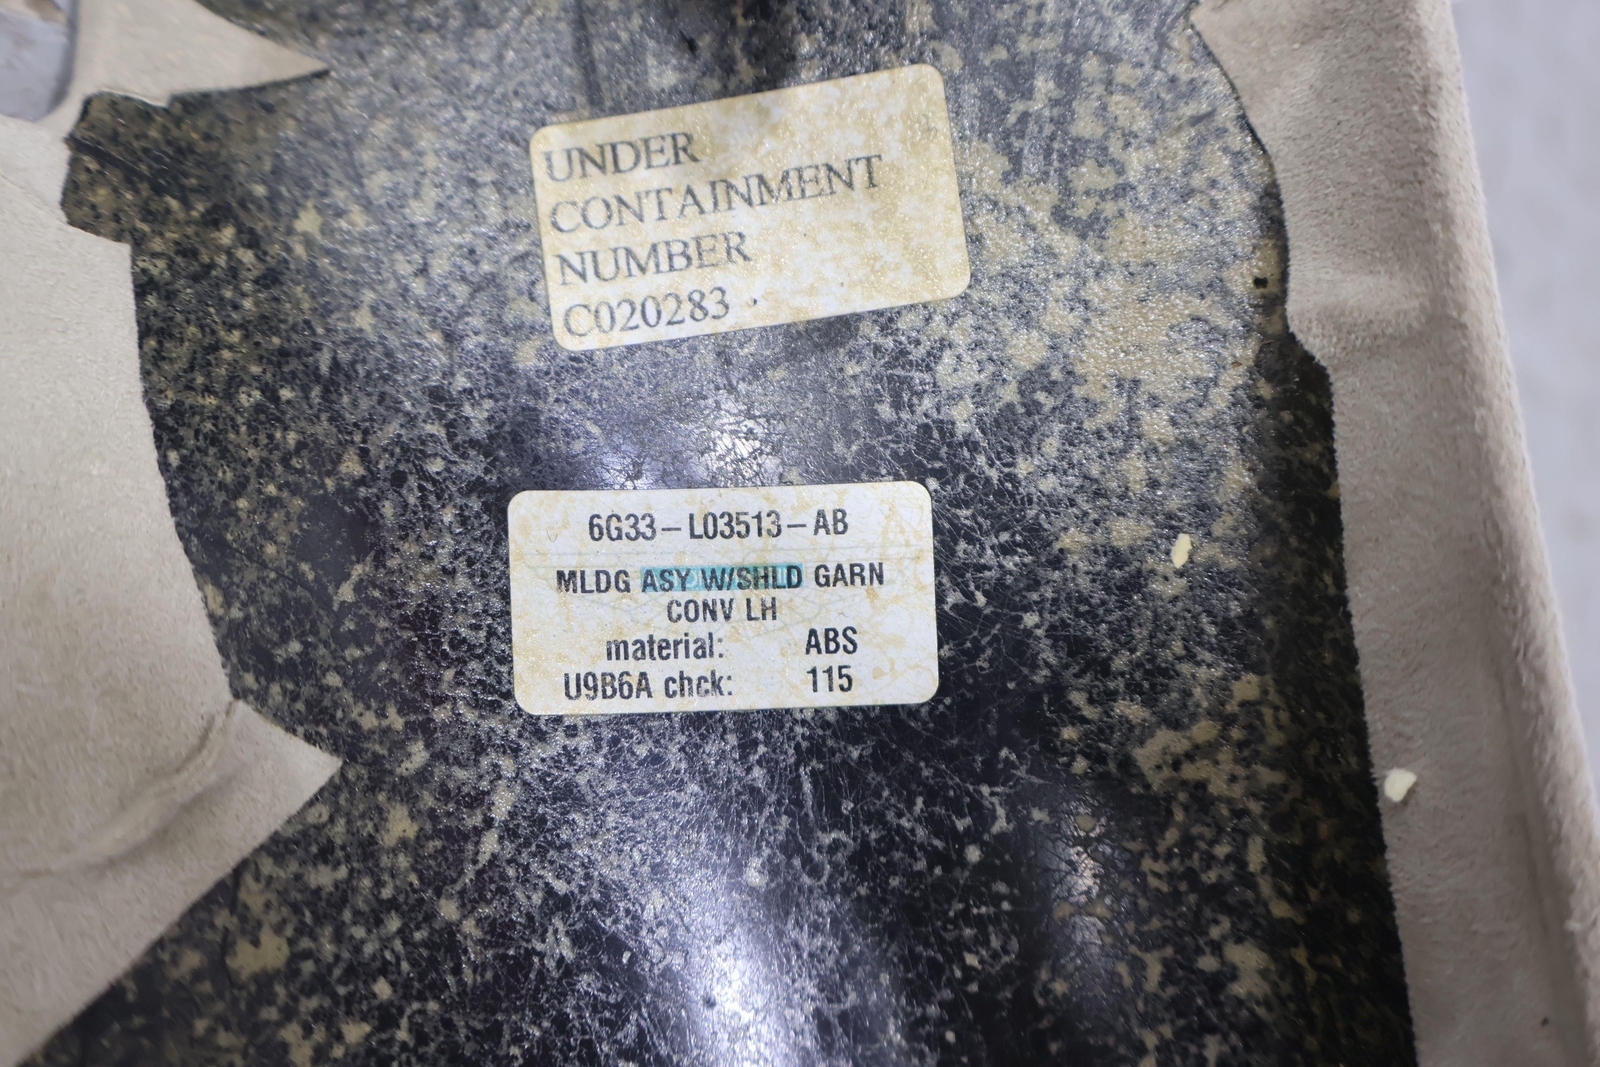 UNDER
CONTAINMENT
NUMBER
C020283
6G33-L03513-AB
MLDG ASY W/SHLD GARN
CONV LH
material: ABS
U9B6A chck: 115